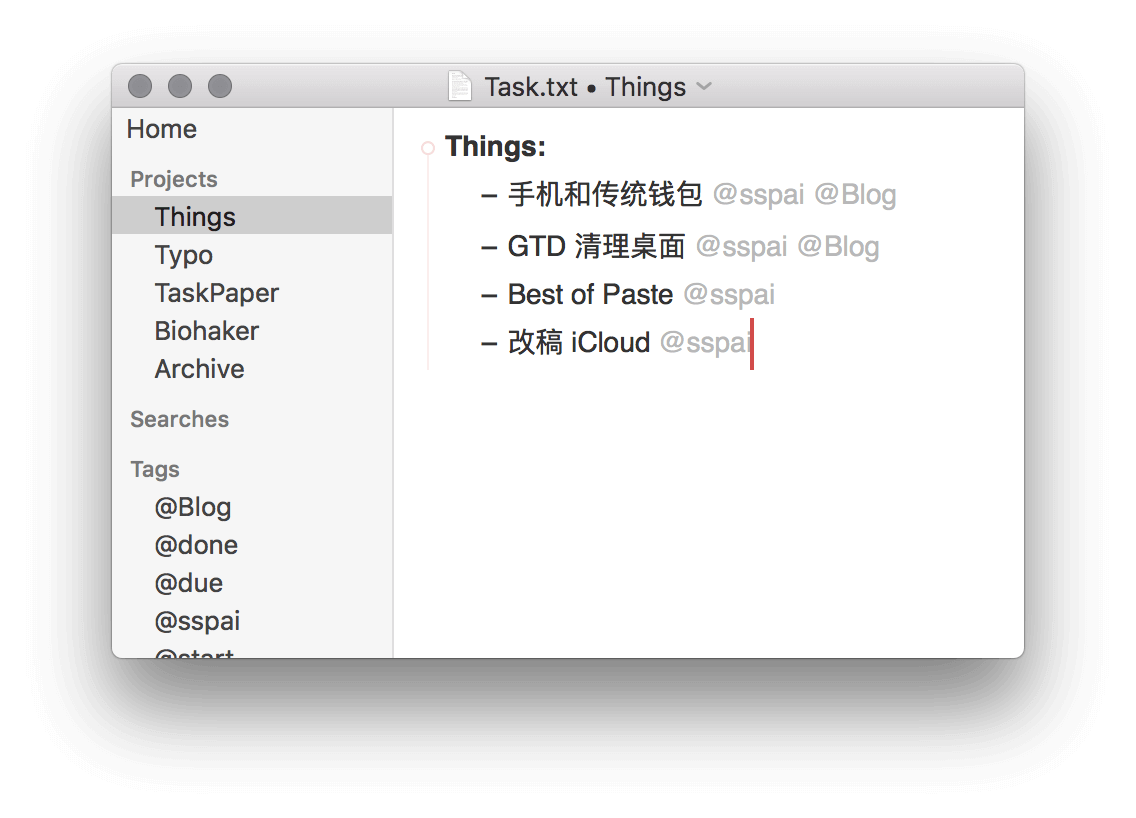 Task.txt • Things
Home
Projects
Things
Typo
TaskPaper
Biohaker
Archive
Searches
Tags
@Blog
@done
@due
@sspai
@start
Things:
– 手机和传统钱包 @sspai @Blog
– GTD 清理桌面 @sspai @Blog
– Best of Paste @sspai
– 改稿 iCloud @sspai